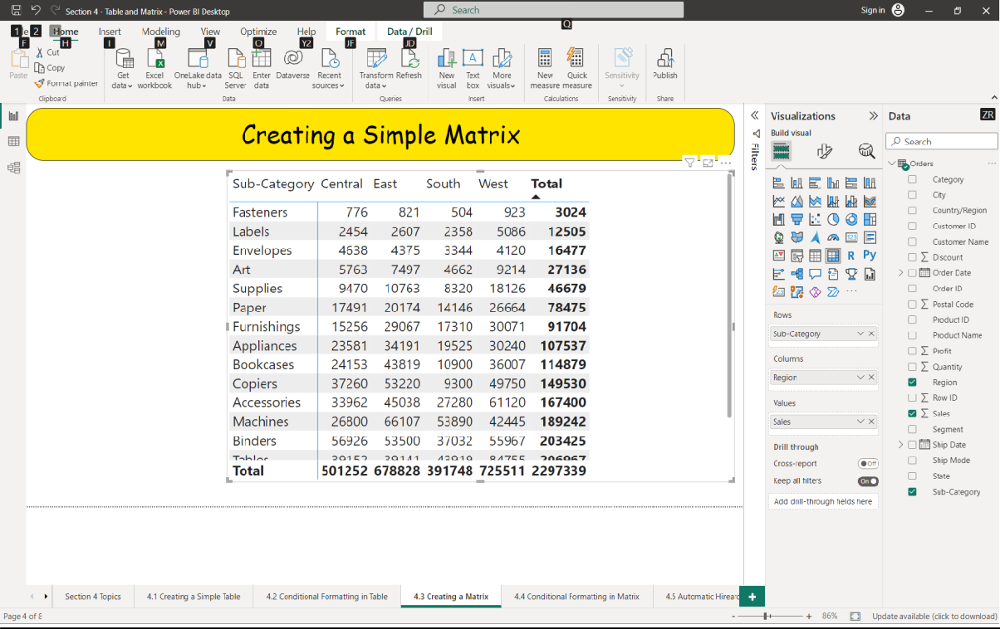 Section 4 - Table and Matrix - Power BI Desktop
Search
Sign in
1 2 Home Insert Modeling View Optimize Help Format Data / Drill
F H I M V O Y2 JF JD Q
Paste
Cut
Copy
Format painter
Get data
Excel workbook
OneLake data hub
SQL Server
Enter data
Dataverse
Recent sources
Transform data
Refresh
New visual
Text box
More visuals
New measure
Quick measure
Sensitivity
Publish
Clipboard Data Queries Insert Calculations Sensitivity Share
Creating a Simple Matrix
Sub-Category Central East South West Total
Fasteners 776 821 504 923 3024
Labels 2454 2607 2358 5086 12505
Envelopes 4638 4375 3344 4120 16477
Art 5763 7497 4662 9214 27136
Supplies 9470 10763 8320 18126 46679
Paper 17491 20174 14146 26664 78475
Furnishings 15256 29067 17310 30071 91704
Appliances 23581 34191 19525 30240 107537
Bookcases 24153 43819 10900 36007 114879
Copiers 37260 53220 9300 49750 149530
Accessories 33962 45038 27280 61120 167400
Machines 26800 66107 53890 42445 189242
Binders 56926 53500 37032 55967 203425
Tables 39152 39141 43919 84755 206967
Total 501252 678828 391748 725511 2297339
Filters
Visualizations
Build visual
123
R Py
Rows
Sub-Category
Columns
Region
Values
Sales
Drill through
Cross-report Off
Keep all filters On
Add drill-through fields here
Data ZR
Search
Orders
Category
City
Country/Region
Customer ID
Customer Name
Σ Discount
Order Date
Order ID
Σ Postal Code
Product ID
Product Name
Σ Profit
Σ Quantity
Region
Σ Row ID
Σ Sales
Segment
Ship Date
Ship Mode
State
Sub-Category
Section 4 Topics 4.1 Creating a Simple Table 4.2 Conditional Formatting in Table 4.3 Creating a Matrix 4.4 Conditional Formatting in Matrix 4.5 Automatic Hirearc +
Page 4 of 8
- + 86%
Update available (click to download)